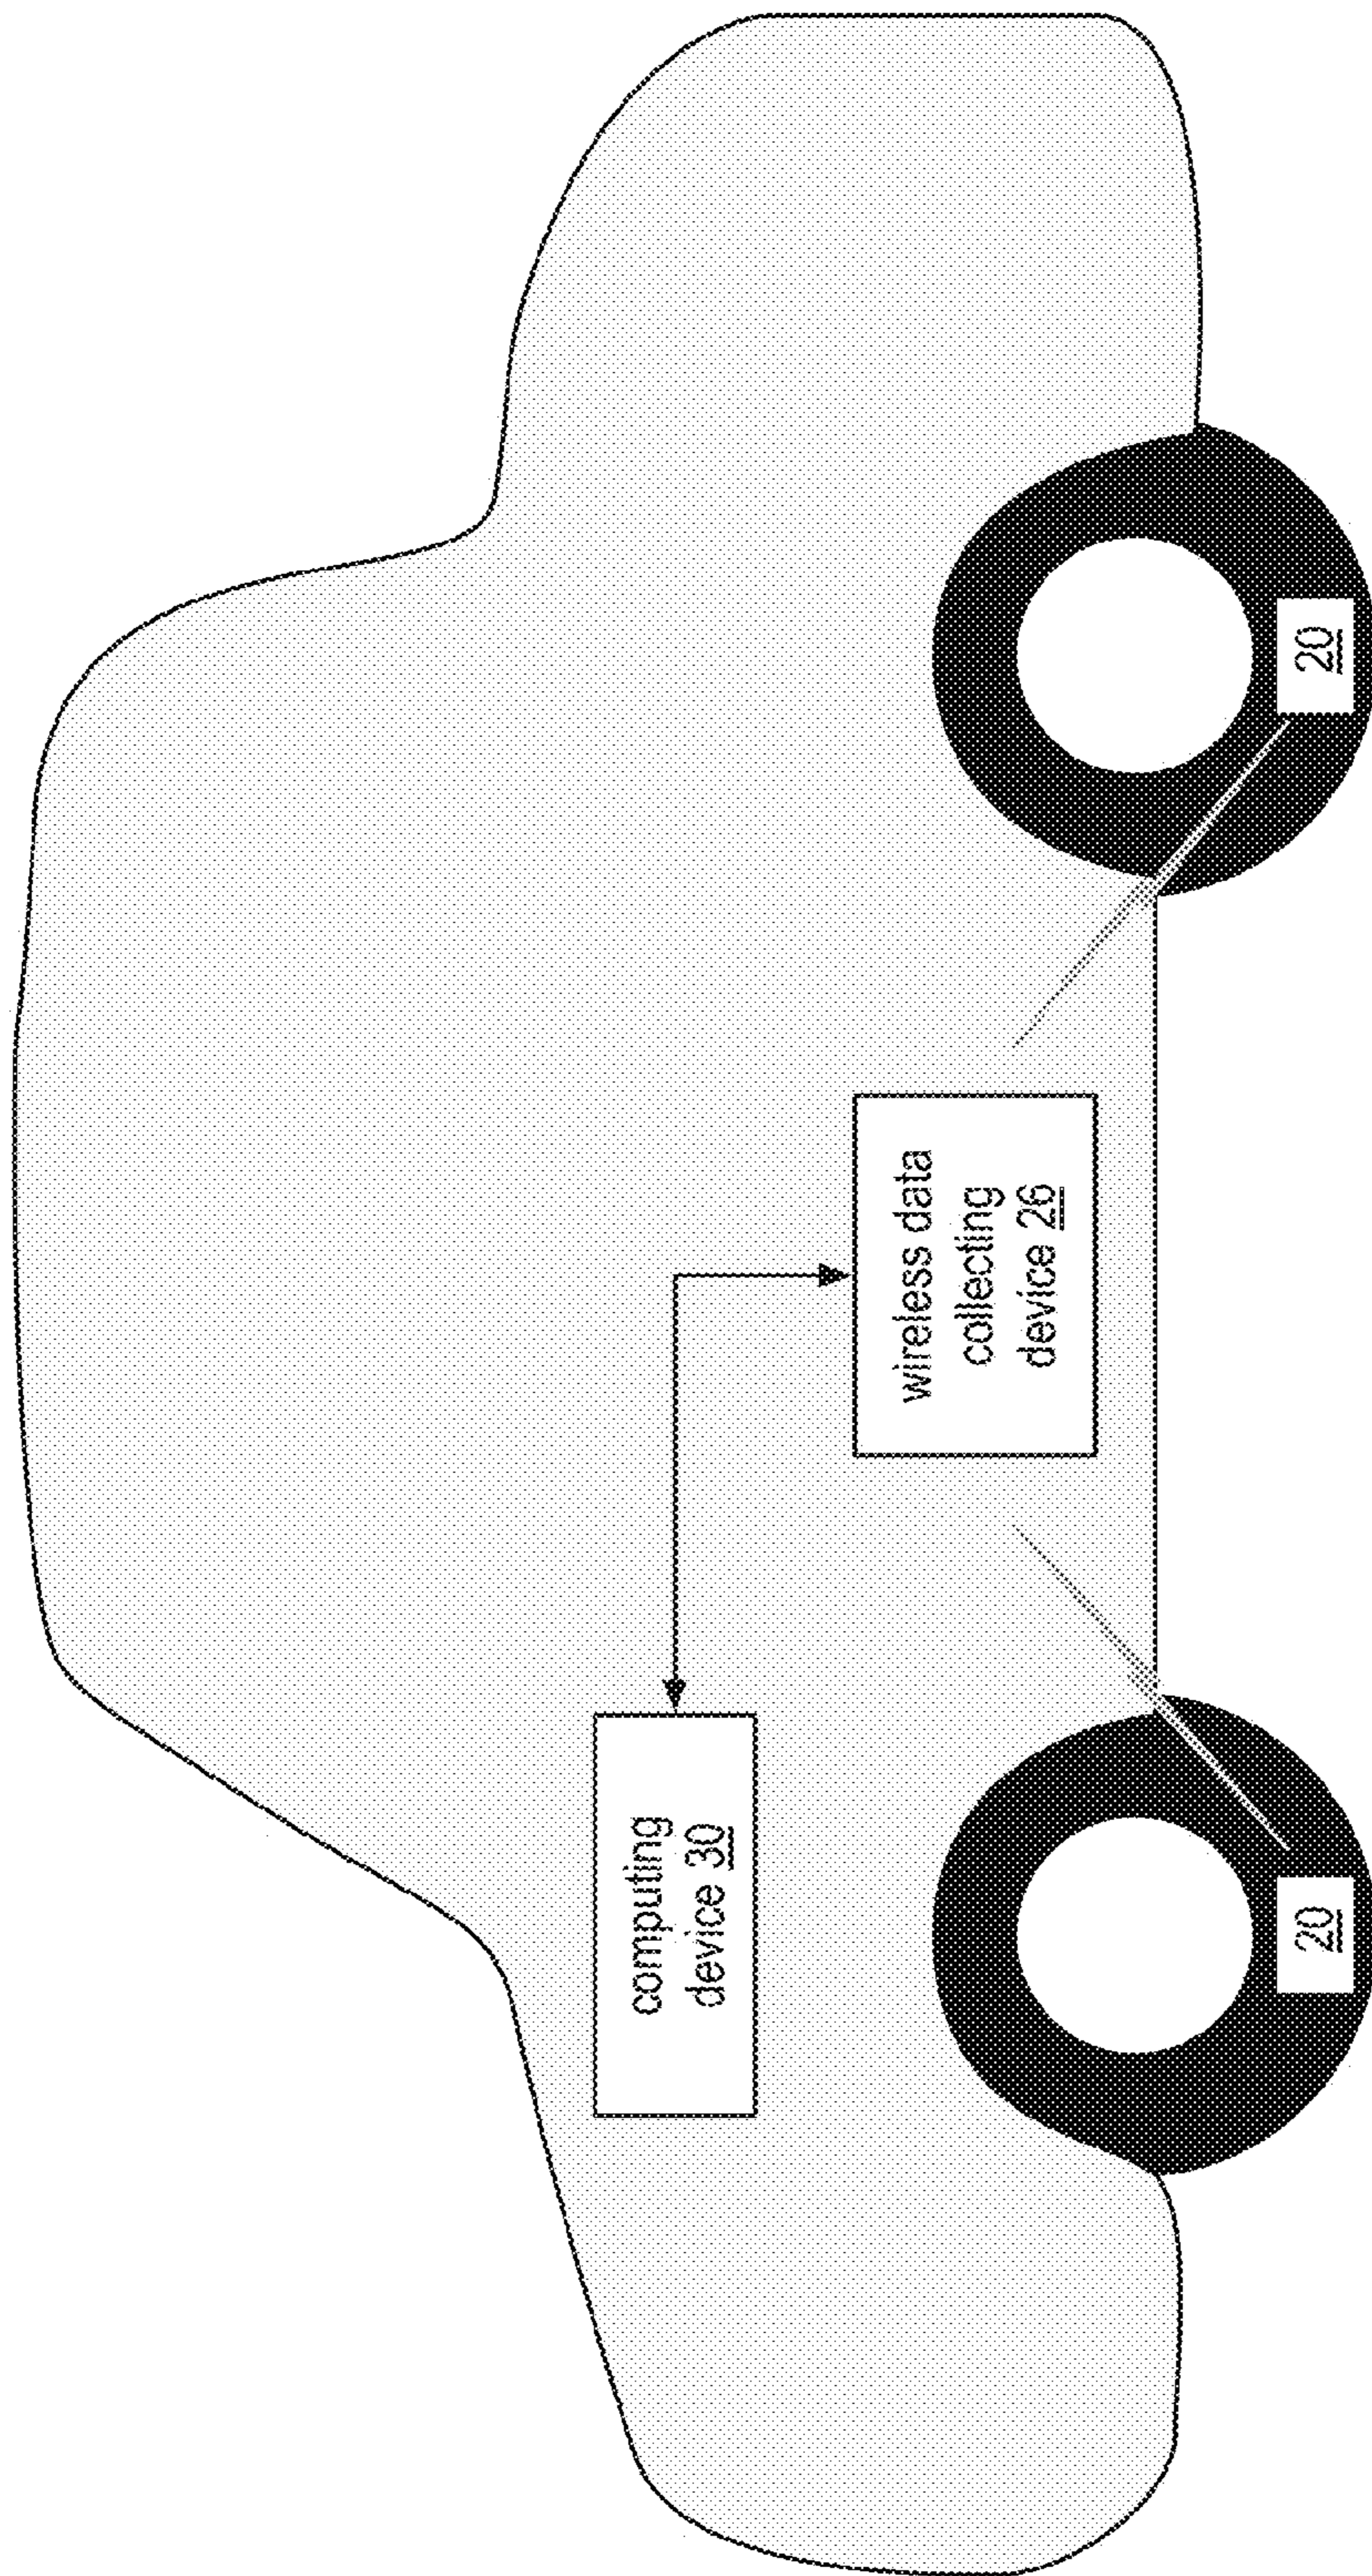 computing
device 30
wireless data
collecting
device 26
20
20